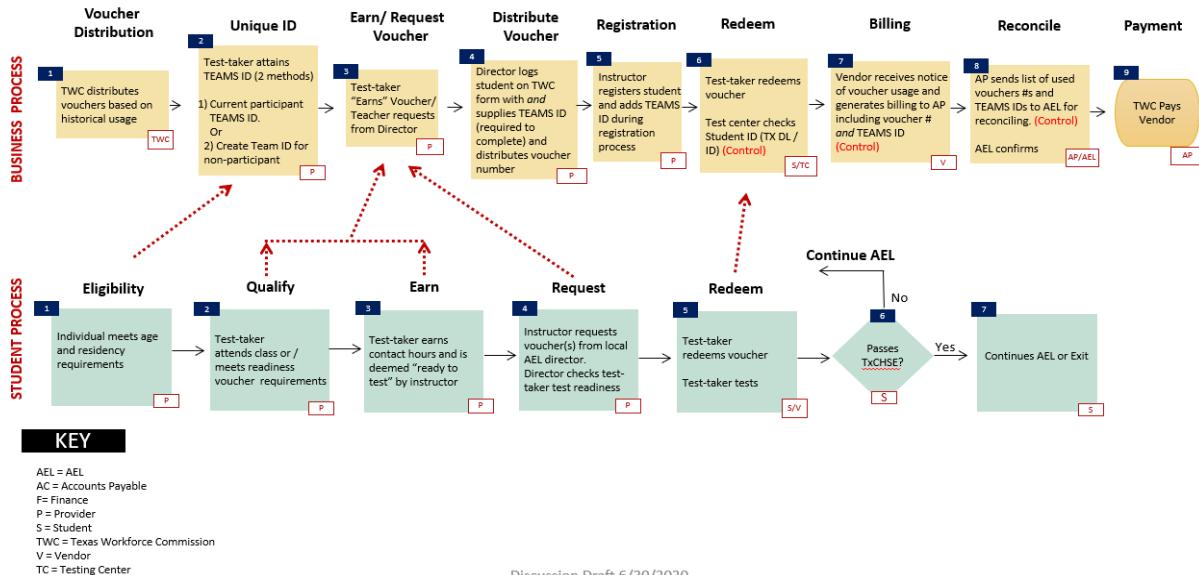 Voucher
Distribution
Unique ID
Earn/ Request
Voucher
Distribute
Voucher
Registration
Redeem
Billing
Reconcile
Payment
BUSINESS PROCESS
1
TWC distributes
vouchers based on
historical usage
TWC
2
Test-taker attains
TEAMS ID (2 methods)
1) Current participant
TEAMS ID.
Or
2) Create Team ID for
non-participant
P
3
Test-taker
"Earns" Voucher/
Teacher requests
from Director
P
4
Director logs
student on TWC
form with and
supplies TEAMS ID
(required to
complete) and
distributes voucher
number
P
5
Instructor
registers student
and adds TEAMS
ID during
registration
process
P
6
Test-taker redeems
voucher
Test center checks
Student ID (TX DL /
ID) (Control)
S/TC
7
Vendor receives notice
of voucher usage and
generates billing to AP
including voucher #
and TEAMS ID
(Control)
V
8
AP sends list of used
vouchers #s and
TEAMS IDs to AEL for
reconciling. (Control)
AEL confirms
AP/AEL
9
TWC Pays
Vendor
AP
STUDENT PROCESS
Eligibility
Qualify
Earn
Request
Redeem
Continue AEL
1
Individual meets age
and residency
requirements
P
2
Test-taker
attends class or /
meets readiness
voucher requirements
P
3
Test-taker earns
contact hours and is
deemed "ready to
test" by instructor
P
4
Instructor requests
voucher(s) from local
AEL director.
Director checks test-
taker test readiness
P
5
Test-taker
redeems voucher
Test-taker tests
S/V
No
6
Passes
TxCHSE?
S
Yes
7
Continues AEL or Exit
S
KEY
AEL = AEL
AC = Accounts Payable
F= Finance
P = Provider
S = Student
TWC = Texas Workforce Commission
V = Vendor
TC = Testing Center
Discussion Draft 6/30/2020